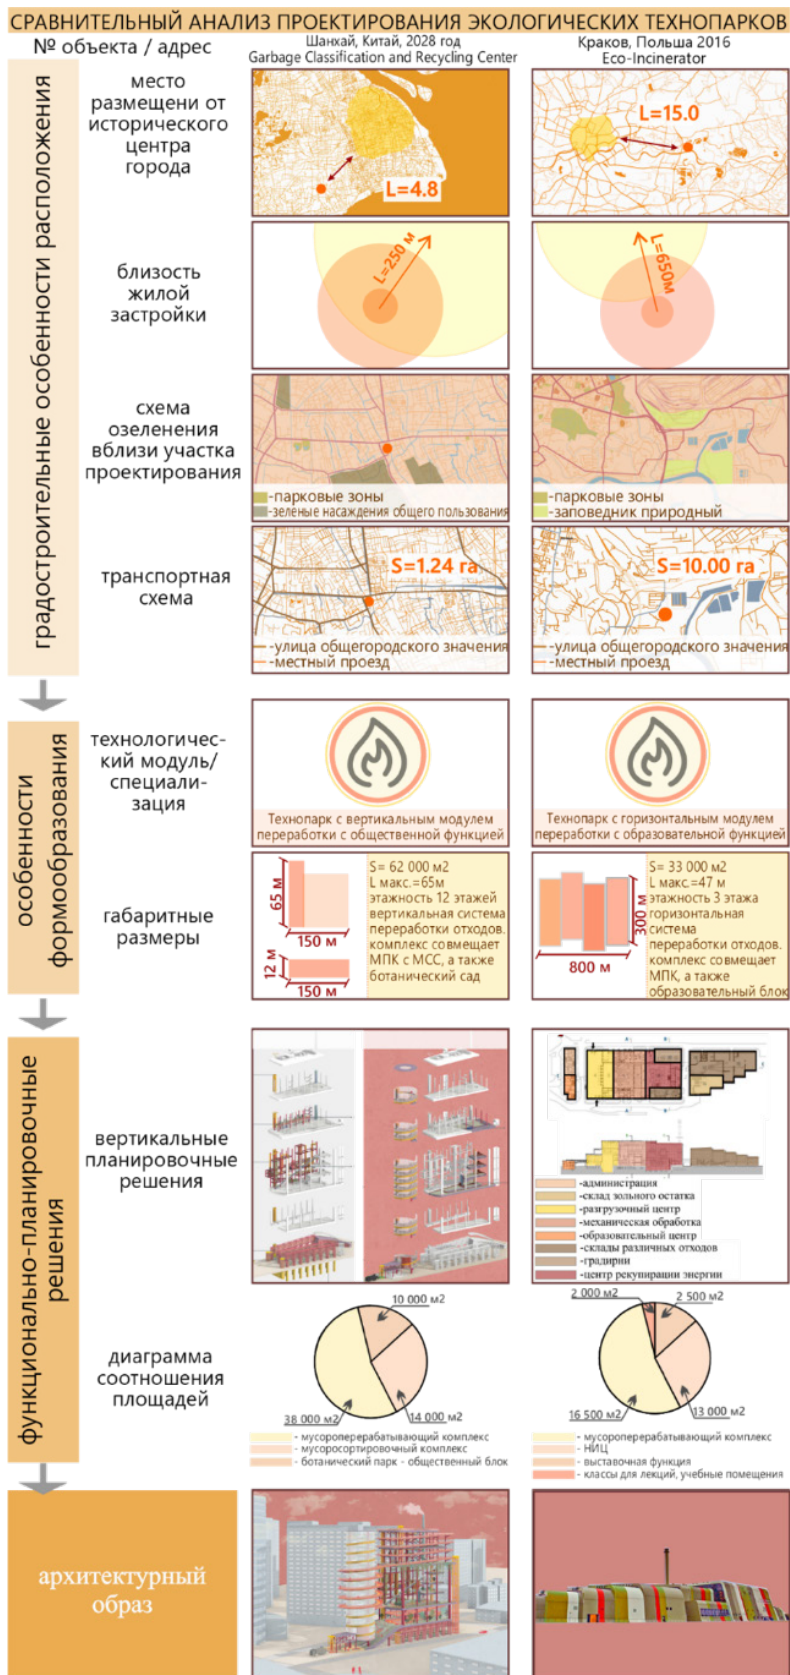 СРАВНИТЕЛЬНЫЙ АНАЛИЗ ПРОЕКТИРОВАНИЯ ЭКОЛОГИЧЕСКИХ ТЕХНОПАРКОВ
№ объекта / адрес
Шанхай, Китай, 2028 год
Garbage Classification and Recycling Center
Краков, Польша 2016
Eco-Incinerator
градостроительные особенности расположения
место
размещени от
исторического
центра
города
L=4.8
L=15.0
близость
жилой
застройки
L=250 м
L=650м
схема
озеленения
вблизи участка
проектирования
-парковые зоны
-зеленые насаждения общего пользования
-парковые зоны
-заповедник природный
транспортная
схема
S=1.24 га
-улица общегородского значения
-местный проезд
S=10.00 га
-улица общегородского значения
-местный проезд
особенности
формообразования
технологичес-
кий модуль/
специали-
зация
Технопарк с вертикальным модулем
переработки с общественной функцией
Технопарк с горизонтальным модулем
переработки с образовательной функцией
габаритные
размеры
65 м
150 м
12 м
150 м
S= 62 000 м2
L макс.=65м
этажность 12 этажей
вертикальная система
переработки отходов.
комплекс совмещает
МПК с МСС, а также
ботанический сад
300 м
800 м
S= 33 000 м2
L макс.=47 м
этажность 3 этажа
горизонтальная
система
переработки отходов.
комплекс совмещает
МПК, а также
образовательный блок
функционально-планировочные
решения
вертикальные
планировочные
решения
-администрация
-склад зольного остатка
-разгрузочный центр
-механическая обработка
-образовательный центр
-склады различных отходов
-градирни
-центр рекупирации энергии
диаграмма
соотношения
площадей
10 000 м2
38 000 м2
14 000 м2
- мусороперерабатывающий комплекс
- мусоросортировочный комплекс
- ботанический парк - общественный блок
2 000 м2
2 500 м2
16 500 м2
13 000 м2
- мусороперерабатывающий комплекс
- НИЦ
- выставочная функция
- классы для лекций, учебные помещения
архитектурный
образ